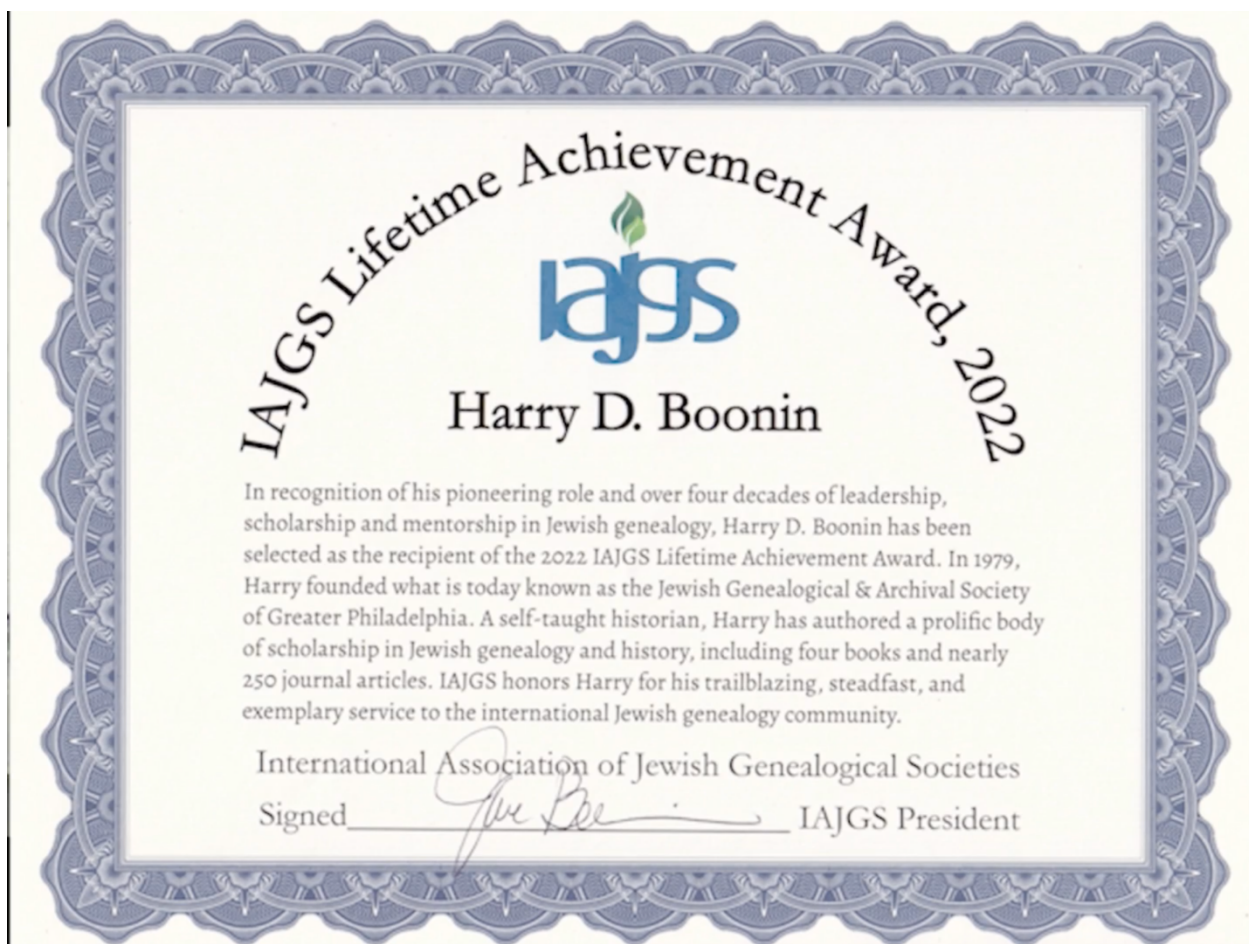 IAJGS Lifetime Achievement Award, 2022
iajgs
Harry D. Boonin
In recognition of his pioneering role and over four decades of leadership,
scholarship and mentorship in Jewish genealogy, Harry D. Boonin has been
selected as the recipient of the 2022 IAJGS Lifetime Achievement Award. In 1979,
Harry founded what is today known as the Jewish Genealogical & Archival Society
of Greater Philadelphia. A self-taught historian, Harry has authored a prolific body
of scholarship in Jewish genealogy and history, including four books and nearly
250 journal articles. IAJGS honors Harry for his trailblazing, steadfast, and
exemplary service to the international Jewish genealogy community.
International Association of Jewish Genealogical Societies
Signed IAJGS President